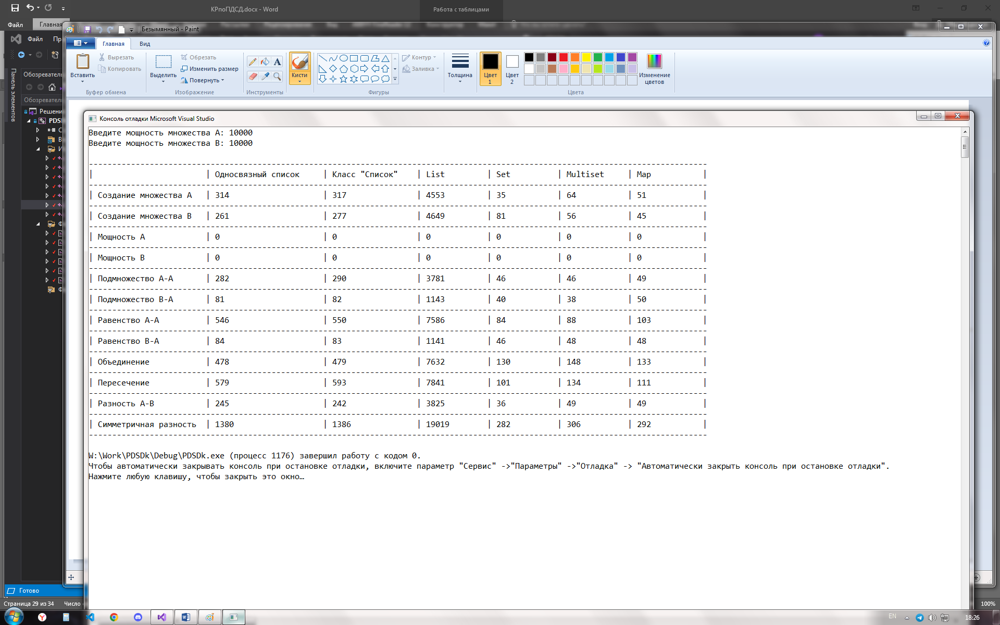 КРпоПДСД.docx - Word
Работа с таблицами
Файл
Главная
Безымянный - Paint
Файл
Главная
Вид
Вставить
Вырезать
Копировать
Буфер обмена
Выделить
Обрезать
Изменить размер
Повернуть
Изображение
Инструменты
Кисти
Фигуры
Контур
Заливка
Толщина
Цвет 1
Цвет 2
Изменение цветов
Цвета
Панель элементов
Консоль отладки Microsoft Visual Studio
Введите мощность множества A: 10000
Введите мощность множества B: 10000
| | Односвязный список | Класс "Список" | List | Set | Multiset | Map |
| Создание множества A | 314 | 317 | 4553 | 35 | 64 | 51 |
| Создание множества B | 261 | 277 | 4649 | 81 | 56 | 45 |
| Мощность A | 0 | 0 | 0 | 0 | 0 | 0 |
| Мощность B | 0 | 0 | 0 | 0 | 0 | 0 |
| Подмножество A-A | 282 | 290 | 3781 | 46 | 46 | 49 |
| Подмножество B-A | 81 | 82 | 1143 | 40 | 38 | 50 |
| Равенство A-A | 546 | 550 | 7586 | 84 | 88 | 103 |
| Равенство B-A | 84 | 83 | 1141 | 46 | 48 | 48 |
| Объединение | 478 | 479 | 7632 | 130 | 148 | 133 |
| Пересечение | 579 | 593 | 7841 | 101 | 134 | 111 |
| Разность A-B | 245 | 242 | 3825 | 36 | 49 | 49 |
| Симметричная разность | 1380 | 1386 | 19019 | 282 | 306 | 292 |
W:\Work\PDSDk\Debug\PDSDk.exe (процесс 1176) завершил работу с кодом 0.
Чтобы автоматически закрывать консоль при остановке отладки, включите параметр "Сервис" ->"Параметры" ->"Отладка" -> "Автоматически закрыть консоль при остановке отладки".
Нажмите любую клавишу, чтобы закрыть это окно…
Готово
Страница 29 из 34
Число
100%
EN
18:26